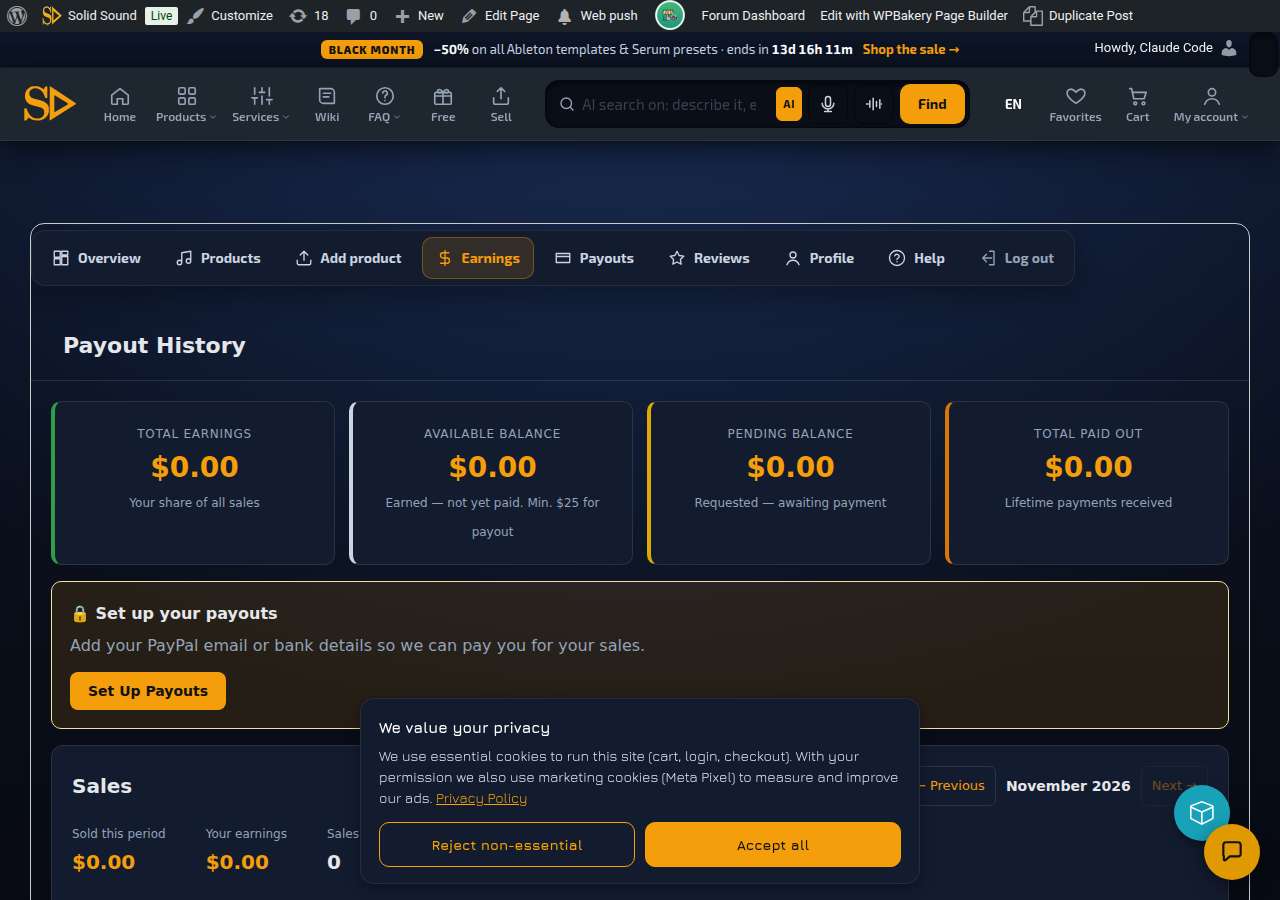 Solid Sound Live Customize 18 0 New Edit Page Web push Forum Dashboard Edit with WPBakery Page Builder Duplicate Post
BLACK MONTH −50% on all Ableton templates & Serum presets · ends in 13d 16h 11m Shop the sale →
Howdy, Claude Code
Home Products Services Wiki FAQ Free Sell
AI search on: describe it, e
AI
Find
EN
Favorites Cart My account
Overview Products Add product Earnings Payouts Reviews Profile Help Log out
Payout History
TOTAL EARNINGS
$0.00
Your share of all sales
AVAILABLE BALANCE
$0.00
Earned — not yet paid. Min. $25 for
payout
PENDING BALANCE
$0.00
Requested — awaiting payment
TOTAL PAID OUT
$0.00
Lifetime payments received
🔒 Set up your payouts
Add your PayPal email or bank details so we can pay you for your sales.
Set Up Payouts
Sales
Previous November 2026 Next →
Sold this period
$0.00
Your earnings
$0.00
Sales
0
We value your privacy
We use essential cookies to run this site (cart, login, checkout). With your
permission we also use marketing cookies (Meta Pixel) to measure and improve
our ads. Privacy Policy
Reject non-essential
Accept all